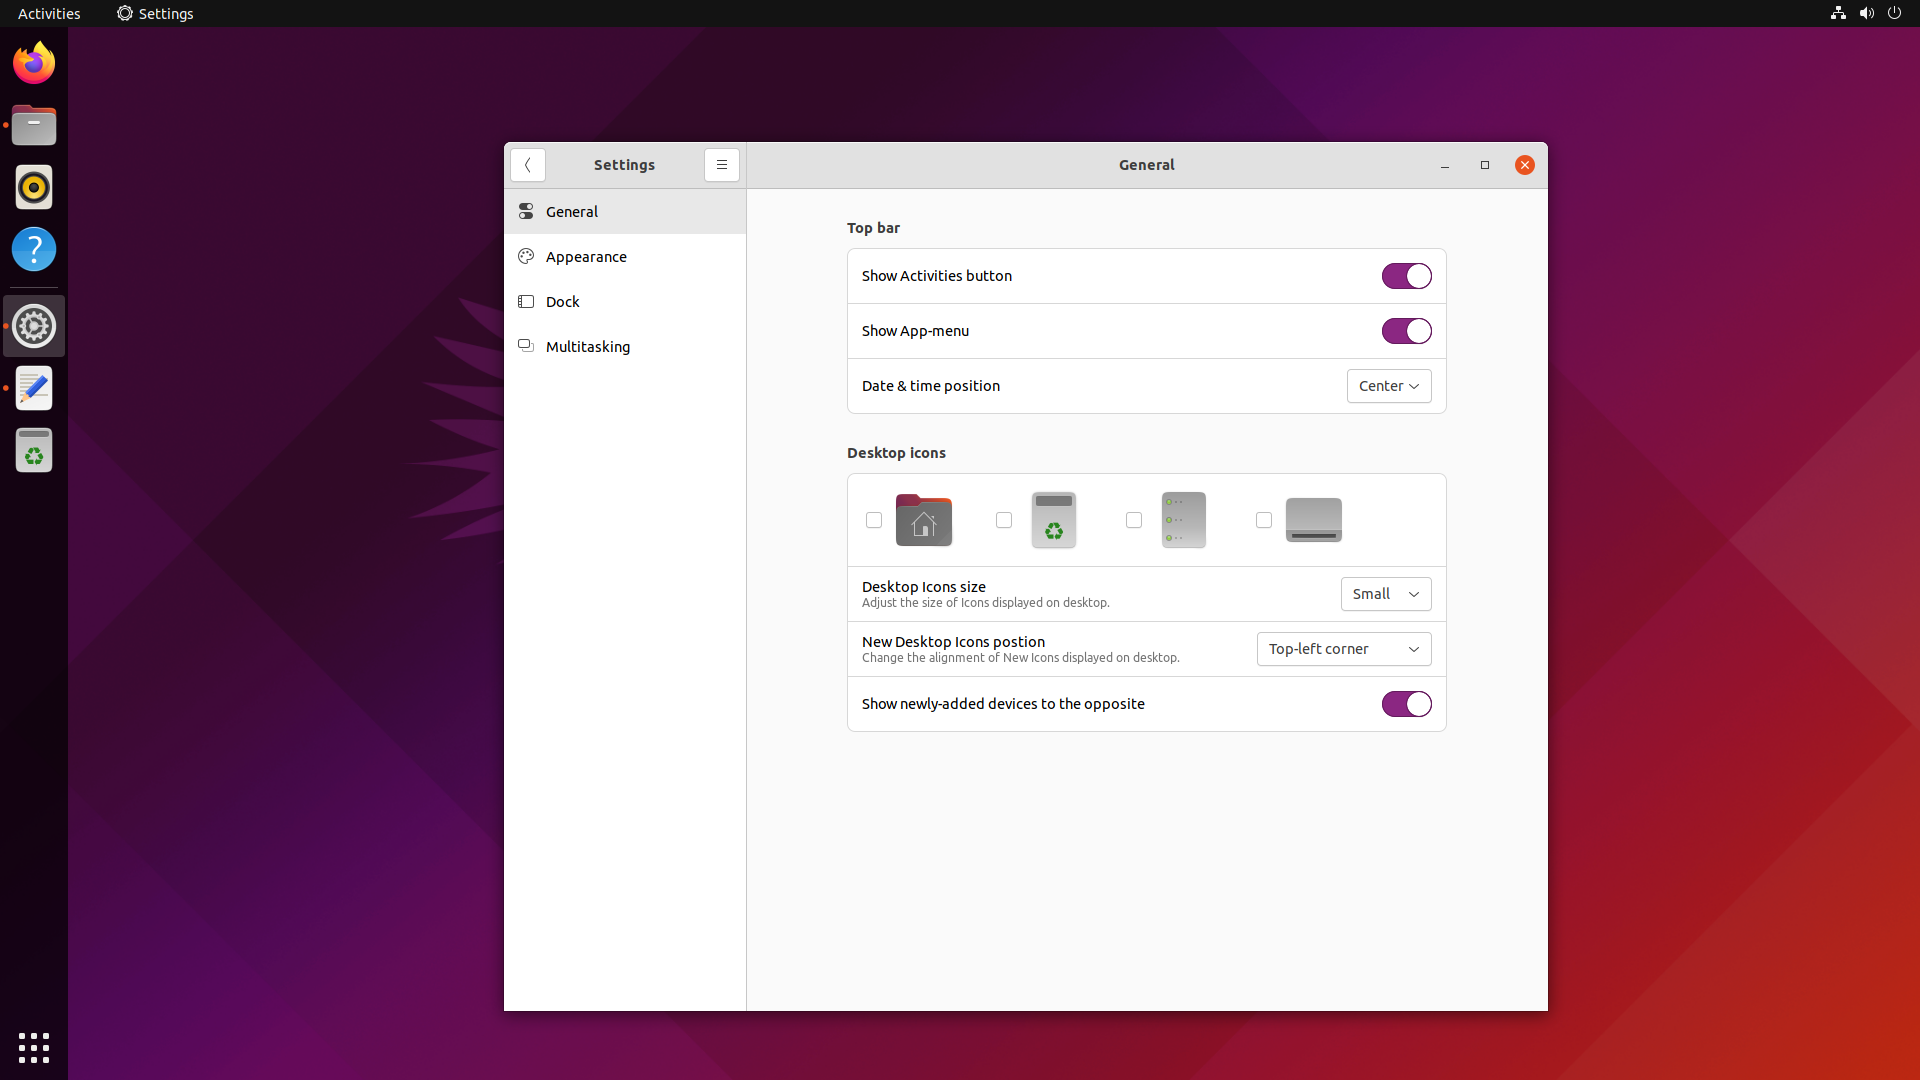 Activities
Settings
Settings
General
General
Appearance
Dock
Multitasking
Top bar
Show Activities button
Show App-menu
Date & time position
Center
Desktop icons
Desktop Icons size
Adjust the size of Icons displayed on desktop.
Small
New Desktop Icons postion
Change the alignment of New Icons displayed on desktop.
Top-left corner
Show newly-added devices to the opposite